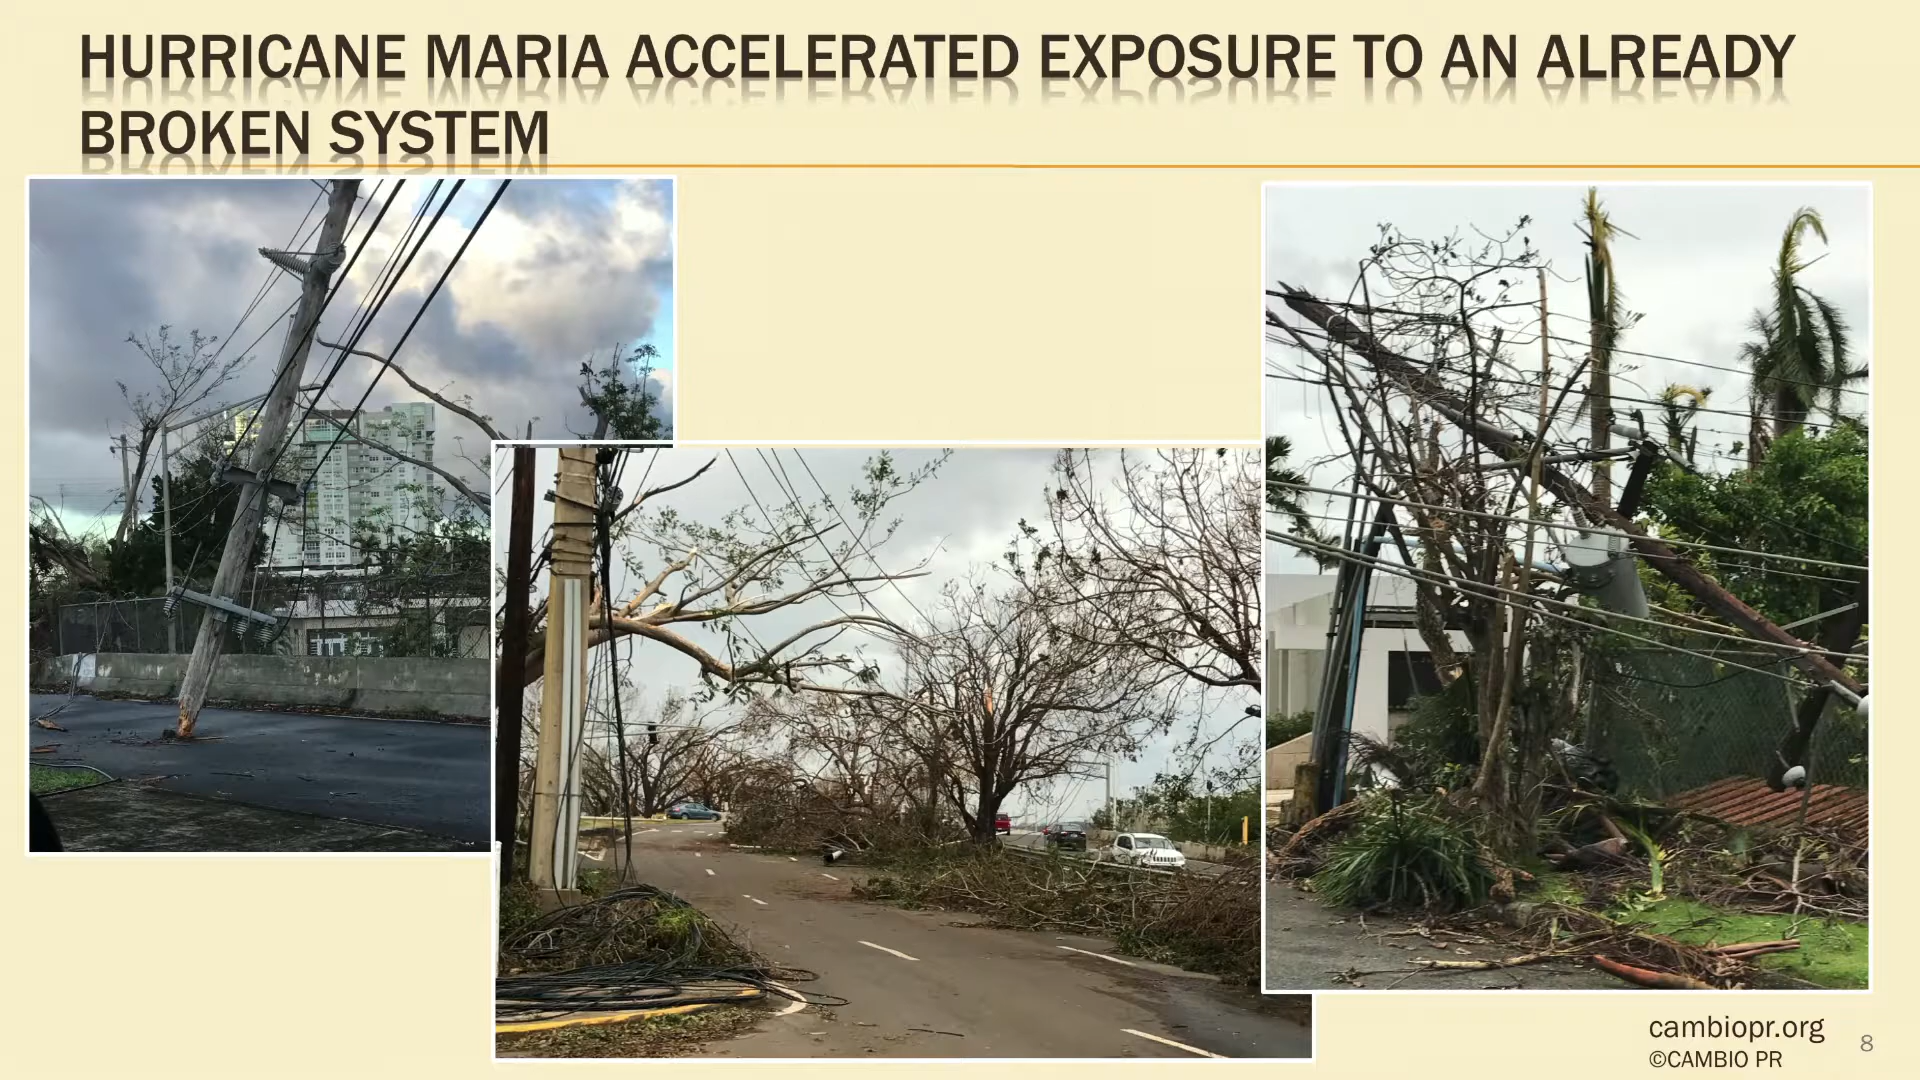 HURRICANE MARIA ACCELERATED EXPOSURE TO AN ALREADY
BROKEN SYSTEM
cambiopr.org
©CAMBIO PR
8